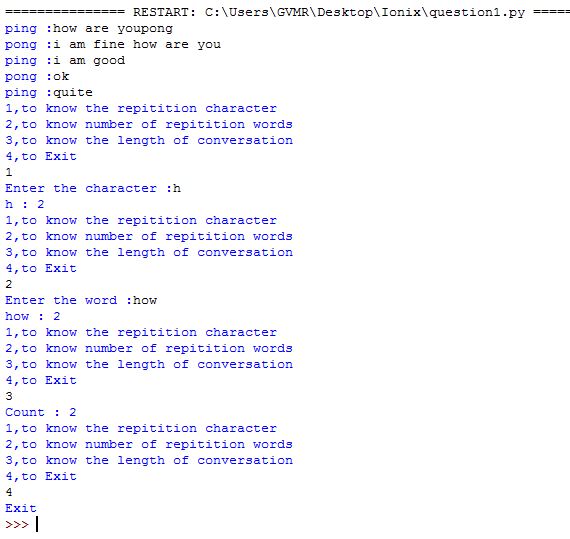 =============== RESTART: C:\Users\GVMR\Desktop\Ionix\question1.py =====
ping :how are youpong
pong :i am fine how are you
ping :i am good
pong :ok
ping :quite
1,to know the repitition character
2,to know number of repitition words
3,to know the length of conversation
4,to Exit
1
Enter the character :h
h : 2
1,to know the repitition character
2,to know number of repitition words
3,to know the length of conversation
4,to Exit
2
Enter the word :how
how : 2
1,to know the repitition character
2,to know number of repitition words
3,to know the length of conversation
4,to Exit
3
Count : 2
1,to know the repitition character
2,to know number of repitition words
3,to know the length of conversation
4,to Exit
4
Exit
>>>